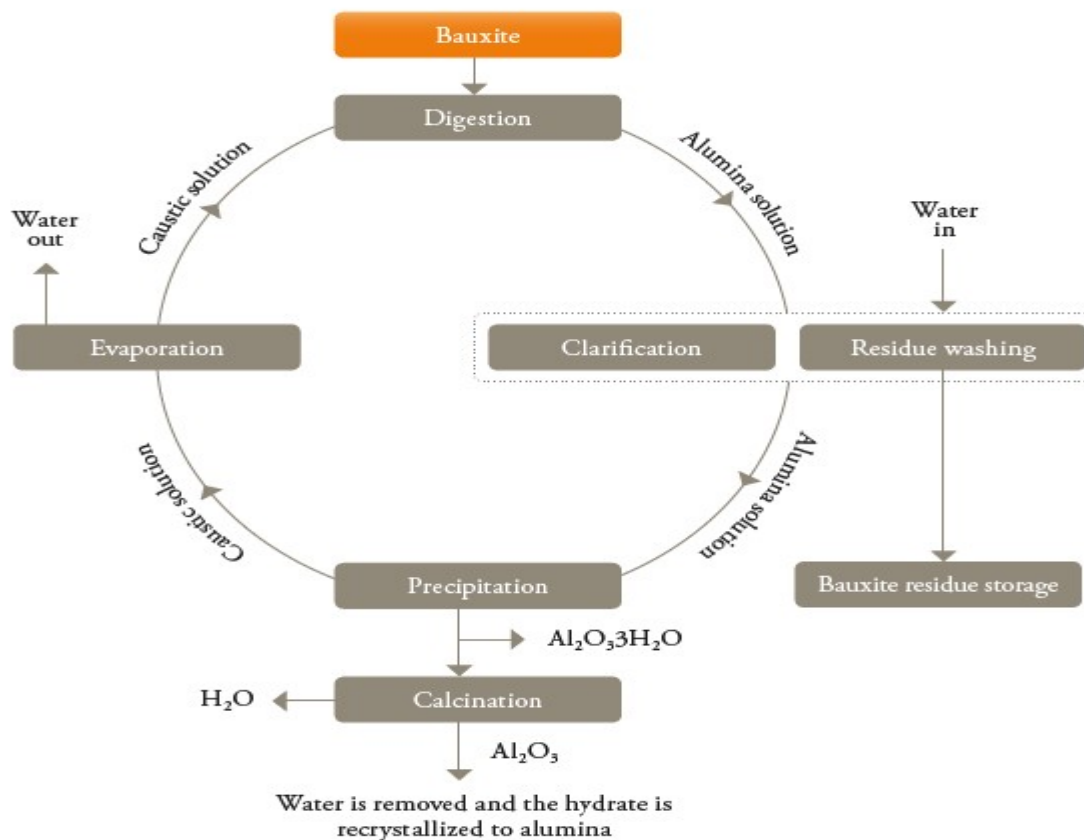 Bauxite
Digestion
Caustic solution
Alumina solution
Water
out
Water
in
Evaporation
Clarification
Residue washing
Caustic solution
Alumina solution
Precipitation
Bauxite residue storage
Al₂O₃3H₂O
H₂O
Calcination
Al₂O₃
Water is removed and the hydrate is
recrystallized to alumina